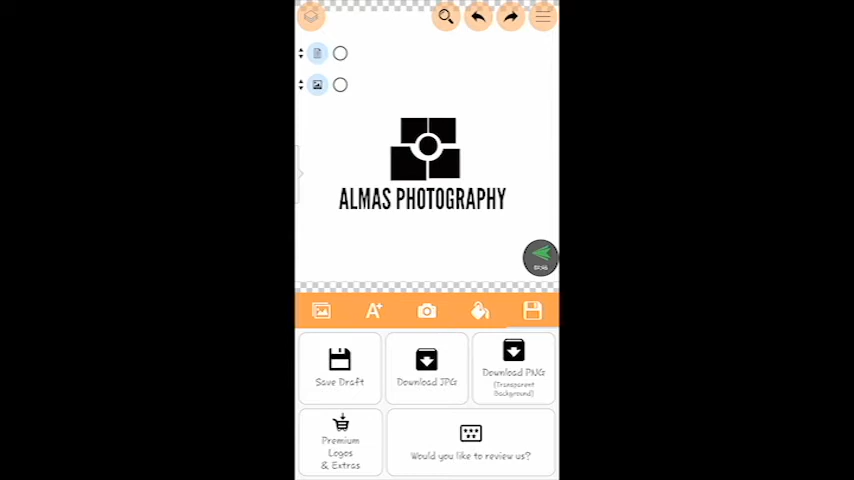 ALMAS PHOTOGRAPHY
A+
Save Draft
Download JPG
Download PNG
(Transparent
Background)
Premium
Logos
& Extras
Would you like to review us?